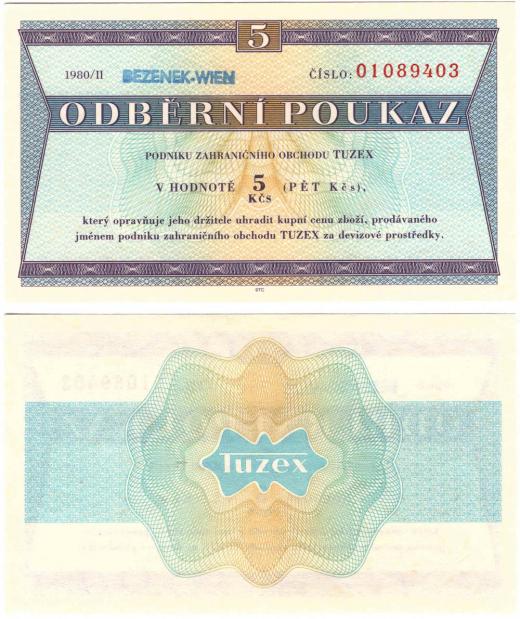 5
1980/II BEZENEK-WIEN ČÍSLO: 01089403
ODBĚRNÍ POUKAZ
PODNIKU ZAHRANIČNÍHO OBCHODU TUZEX
V HODNOTĚ 5 Kčs (PĚT Kčs),
který opravňuje jeho držitele uhradit kupní cenu zboží, prodávaného
jménem podniku zahraničního obchodu TUZEX za devizové prostředky.
STC
Tuzex